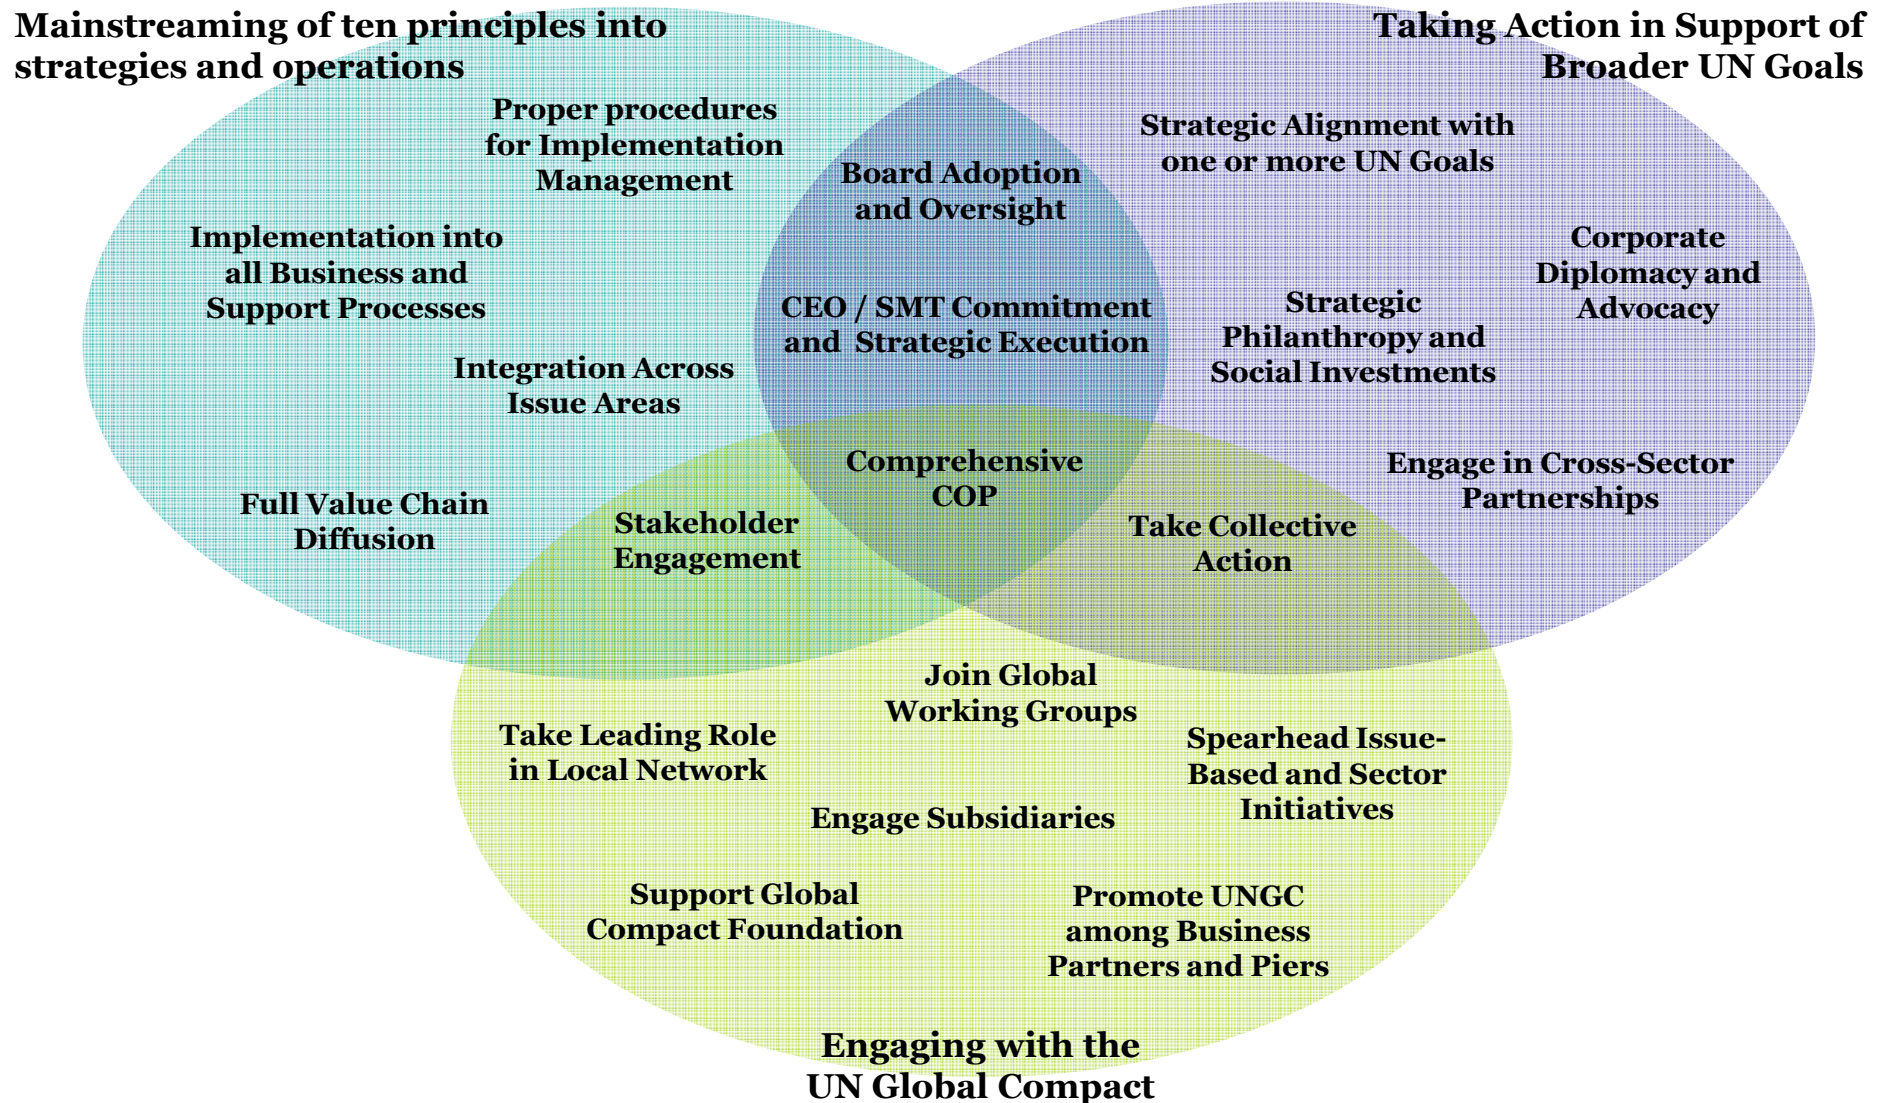 Mainstreaming of ten principles into
strategies and operations
Taking Action in Support of
Broader UN Goals
Proper procedures
for Implementation
Management
Board Adoption
and Oversight
Strategic Alignment with
one or more UN Goals
Implementation into
all Business and
Support Processes
CEO / SMT Commitment
and Strategic Execution
Strategic
Philanthropy and
Social Investments
Corporate
Diplomacy and
Advocacy
Integration Across
Issue Areas
Comprehensive
COP
Engage in Cross-Sector
Partnerships
Full Value Chain
Diffusion
Stakeholder
Engagement
Take Collective
Action
Join Global
Working Groups
Take Leading Role
in Local Network
Spearhead Issue-
Based and Sector
Initiatives
Engage Subsidiaries
Support Global
Compact Foundation
Promote UNGC
among Business
Partners and Piers
Engaging with the
UN Global Compact